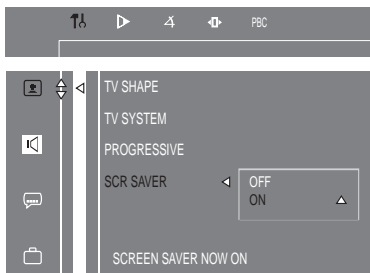 PBC
TV SHAPE
TV SYSTEM
PROGRESSIVE
SCR SAVER OFF
ON
SCREEN SAVER NOW ON